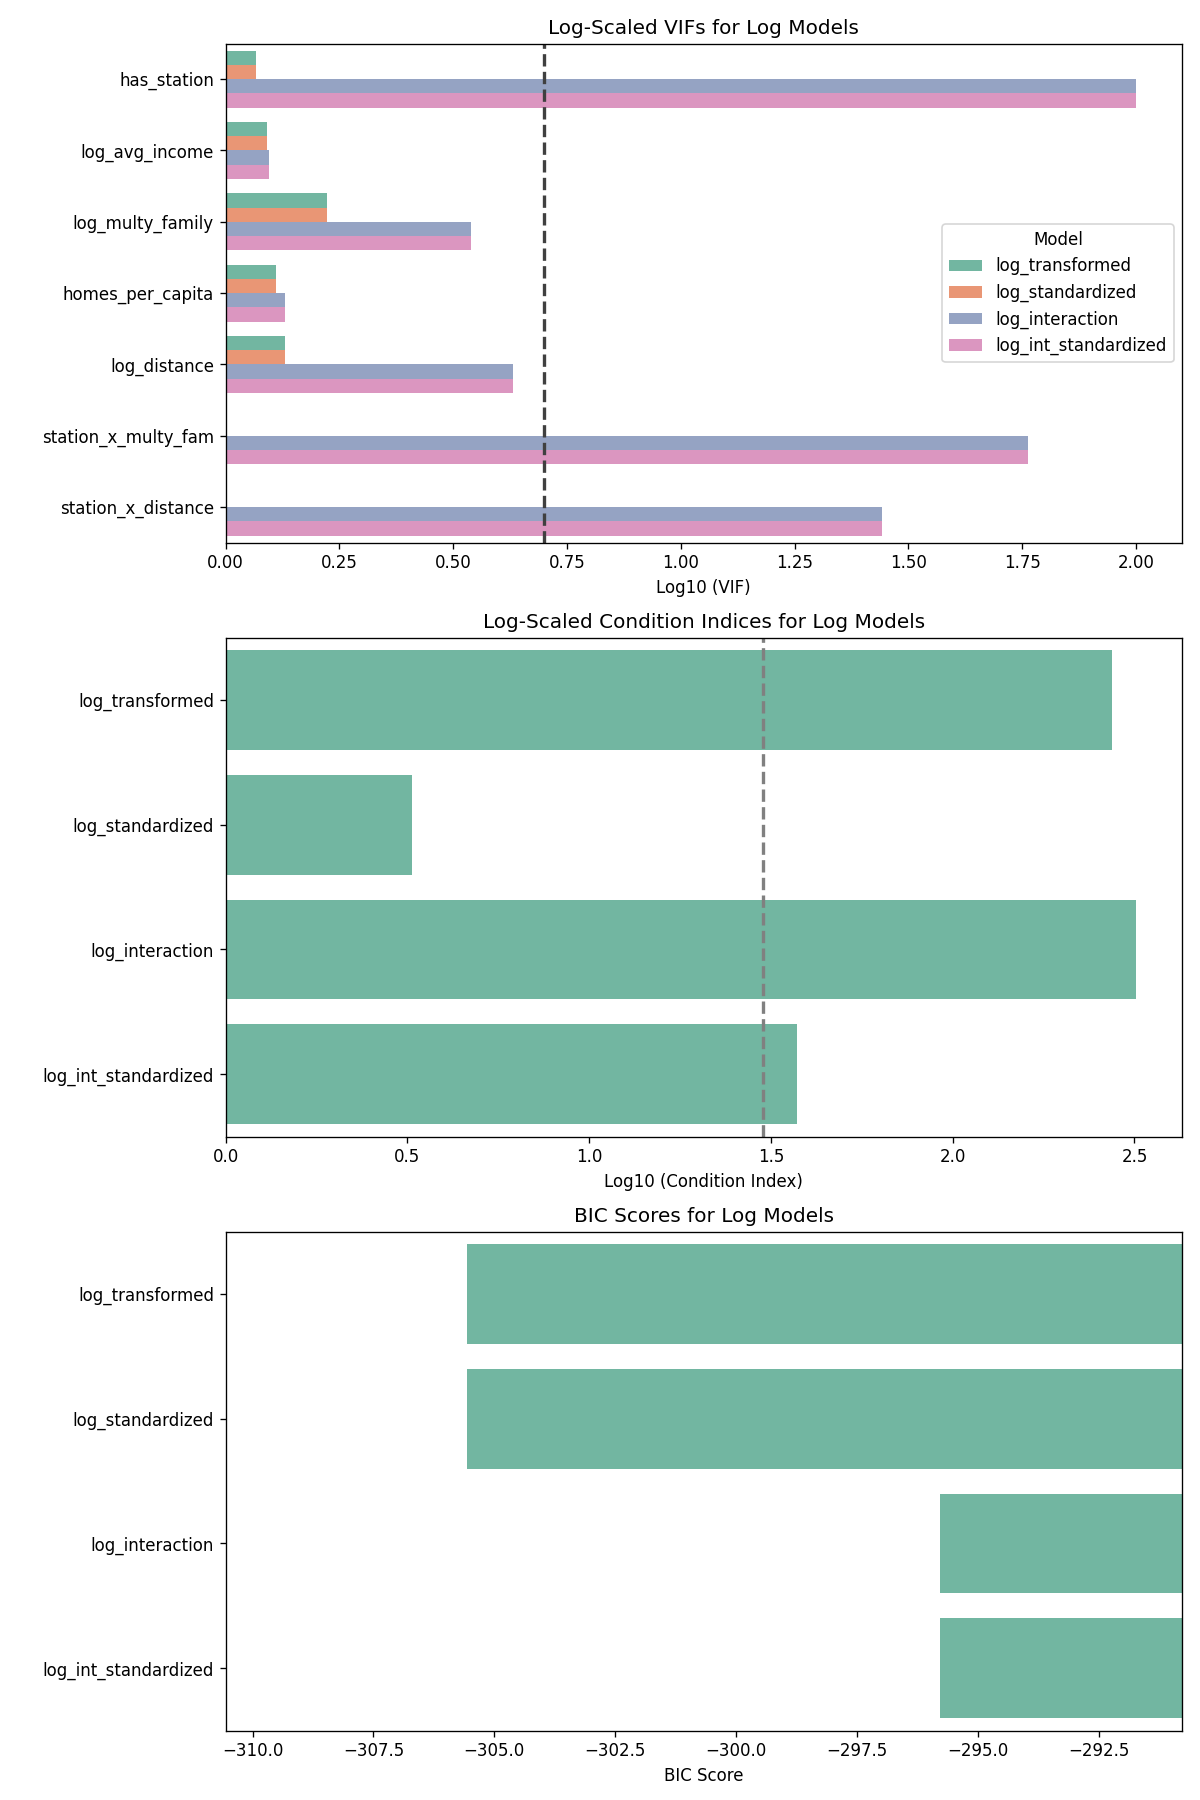 Log-Scaled VIFs for Log Models
has_station
log_avg_income
log_multy_family
homes_per_capita
log_distance
station_x_multy_fam
station_x_distance
Model
log_transformed
log_standardized
log_interaction
log_int_standardized
0.00 0.25 0.50 0.75 1.00 1.25 1.50 1.75 2.00
Log10 (VIF)
Log-Scaled Condition Indices for Log Models
log_transformed
log_standardized
log_interaction
log_int_standardized
0.0 0.5 1.0 1.5 2.0 2.5
Log10 (Condition Index)
BIC Scores for Log Models
log_transformed
log_standardized
log_interaction
log_int_standardized
−310.0 −307.5 −305.0 −302.5 −300.0 −297.5 −295.0 −292.5
BIC Score